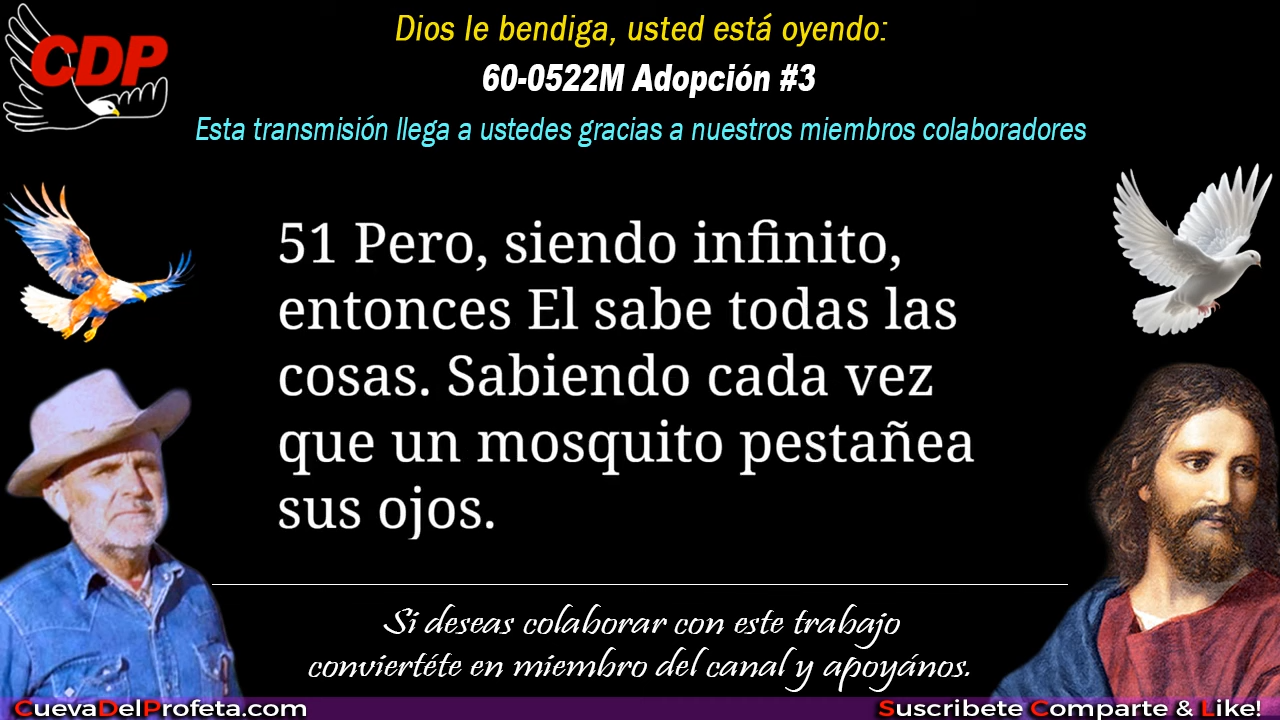 CDP
Dios le bendiga, usted está oyendo:
60-0522M Adopción #3
Esta transmisión llega a ustedes gracias a nuestros miembros colaboradores
51 Pero, siendo infinito,
entonces El sabe todas las
cosas. Sabiendo cada vez
que un mosquito pestañea
sus ojos.
Si deseas colaborar con este trabajo
conviertéte en miembro del canal y apoyános.
CuevaDelProfeta.com
Suscribete Comparte & Like!